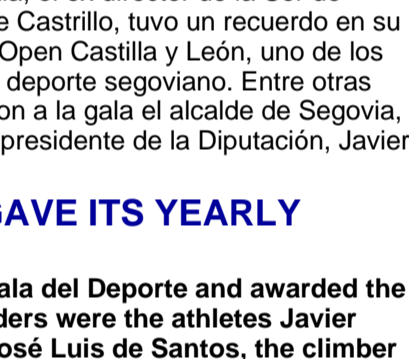 e Castrillo, tuvo un recuerdo en su
Open Castilla y León, uno de los
deporte segoviano. Entre otras
on a la gala el alcalde de Segovia,
presidente de la Diputación, Javier
AVE ITS YEARLY
ala del Deporte and awarded the
ders were the athletes Javier
osé Luis de Santos, the climber